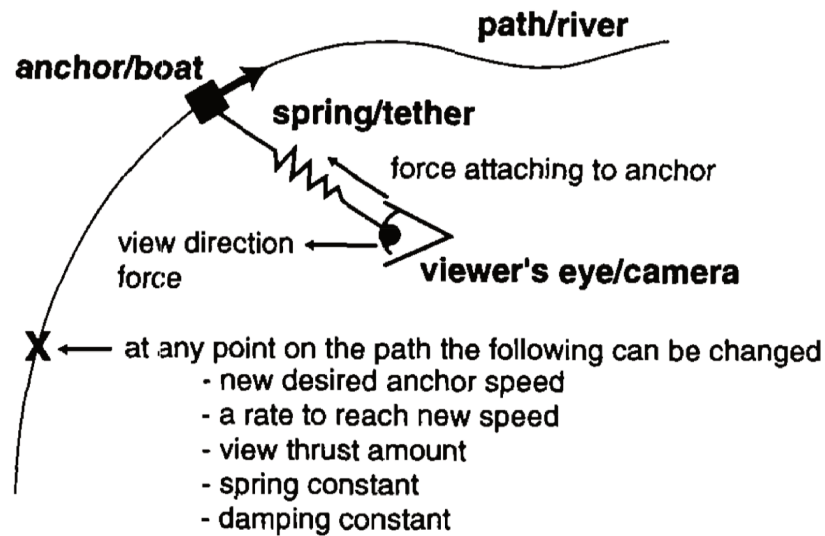 path/river
anchor/boat
spring/tether
force attaching to anchor
view direction
force
viewer's eye/camera
X
at any point on the path the following can be changed
- new desired anchor speed
- a rate to reach new speed
- view thrust amount
- spring constant
- damping constant